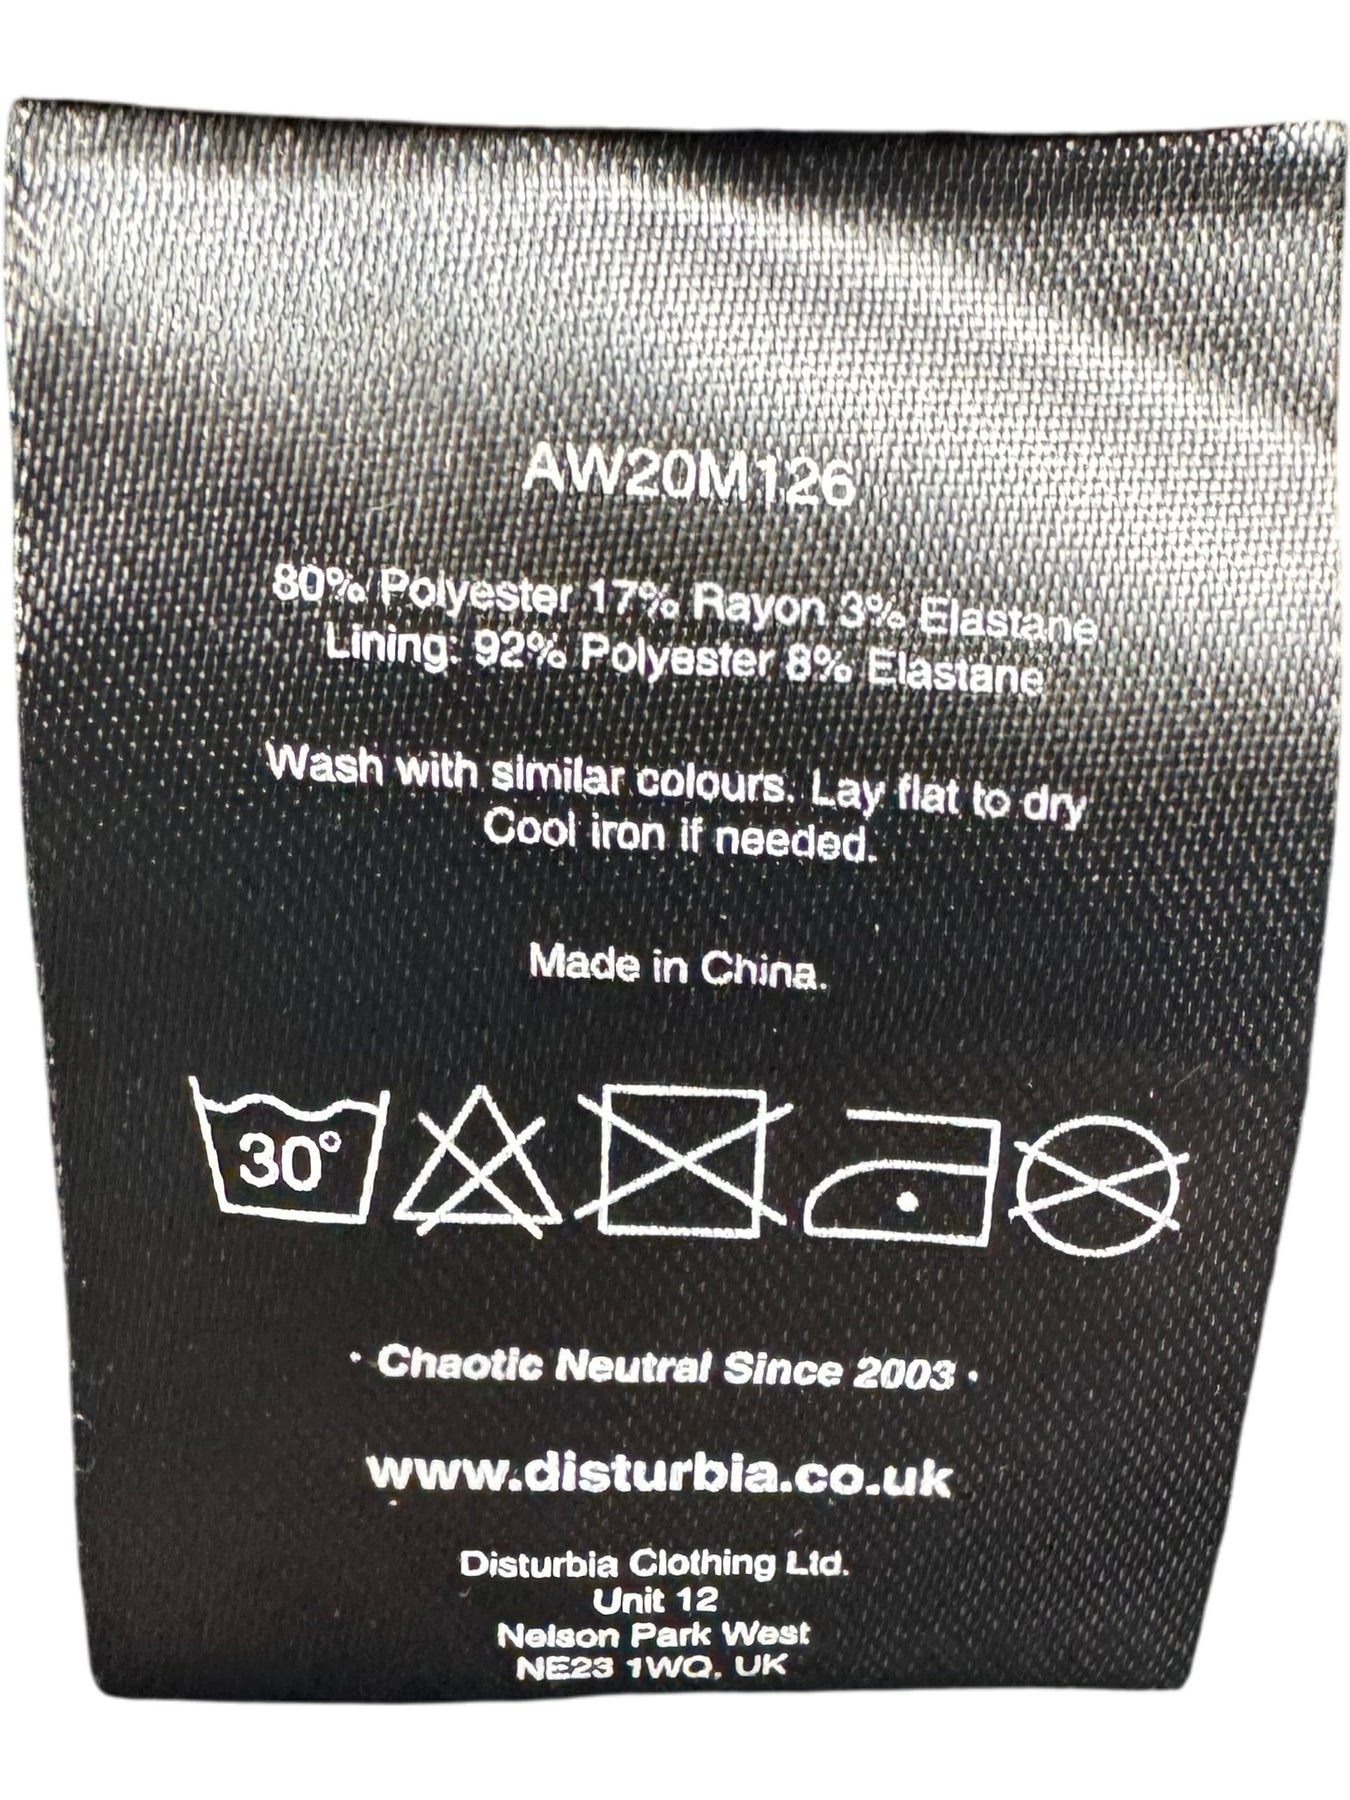 AW20M126
80% Polyester 17% Rayon 3% Elastane
Lining: 92% Polyester 8% Elastane
Wash with similar colours. Lay flat to dry
Cool iron if needed.
Made in China.
30°
· Chaotic Neutral Since 2003 ·
www.disturbia.co.uk
Disturbia Clothing Ltd.
Unit 12
Nelson Park West
NE23 1WQ, UK